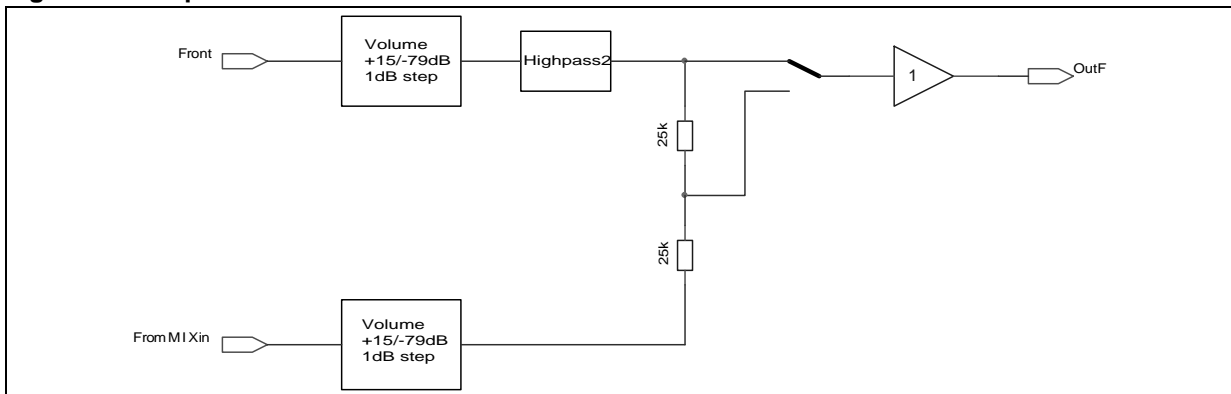 Front
Volume
+15/-79dB
1dB step
Highpass2
1
OutF
25k
25k
From MIXin
Volume
+15/-79dB
1dB step